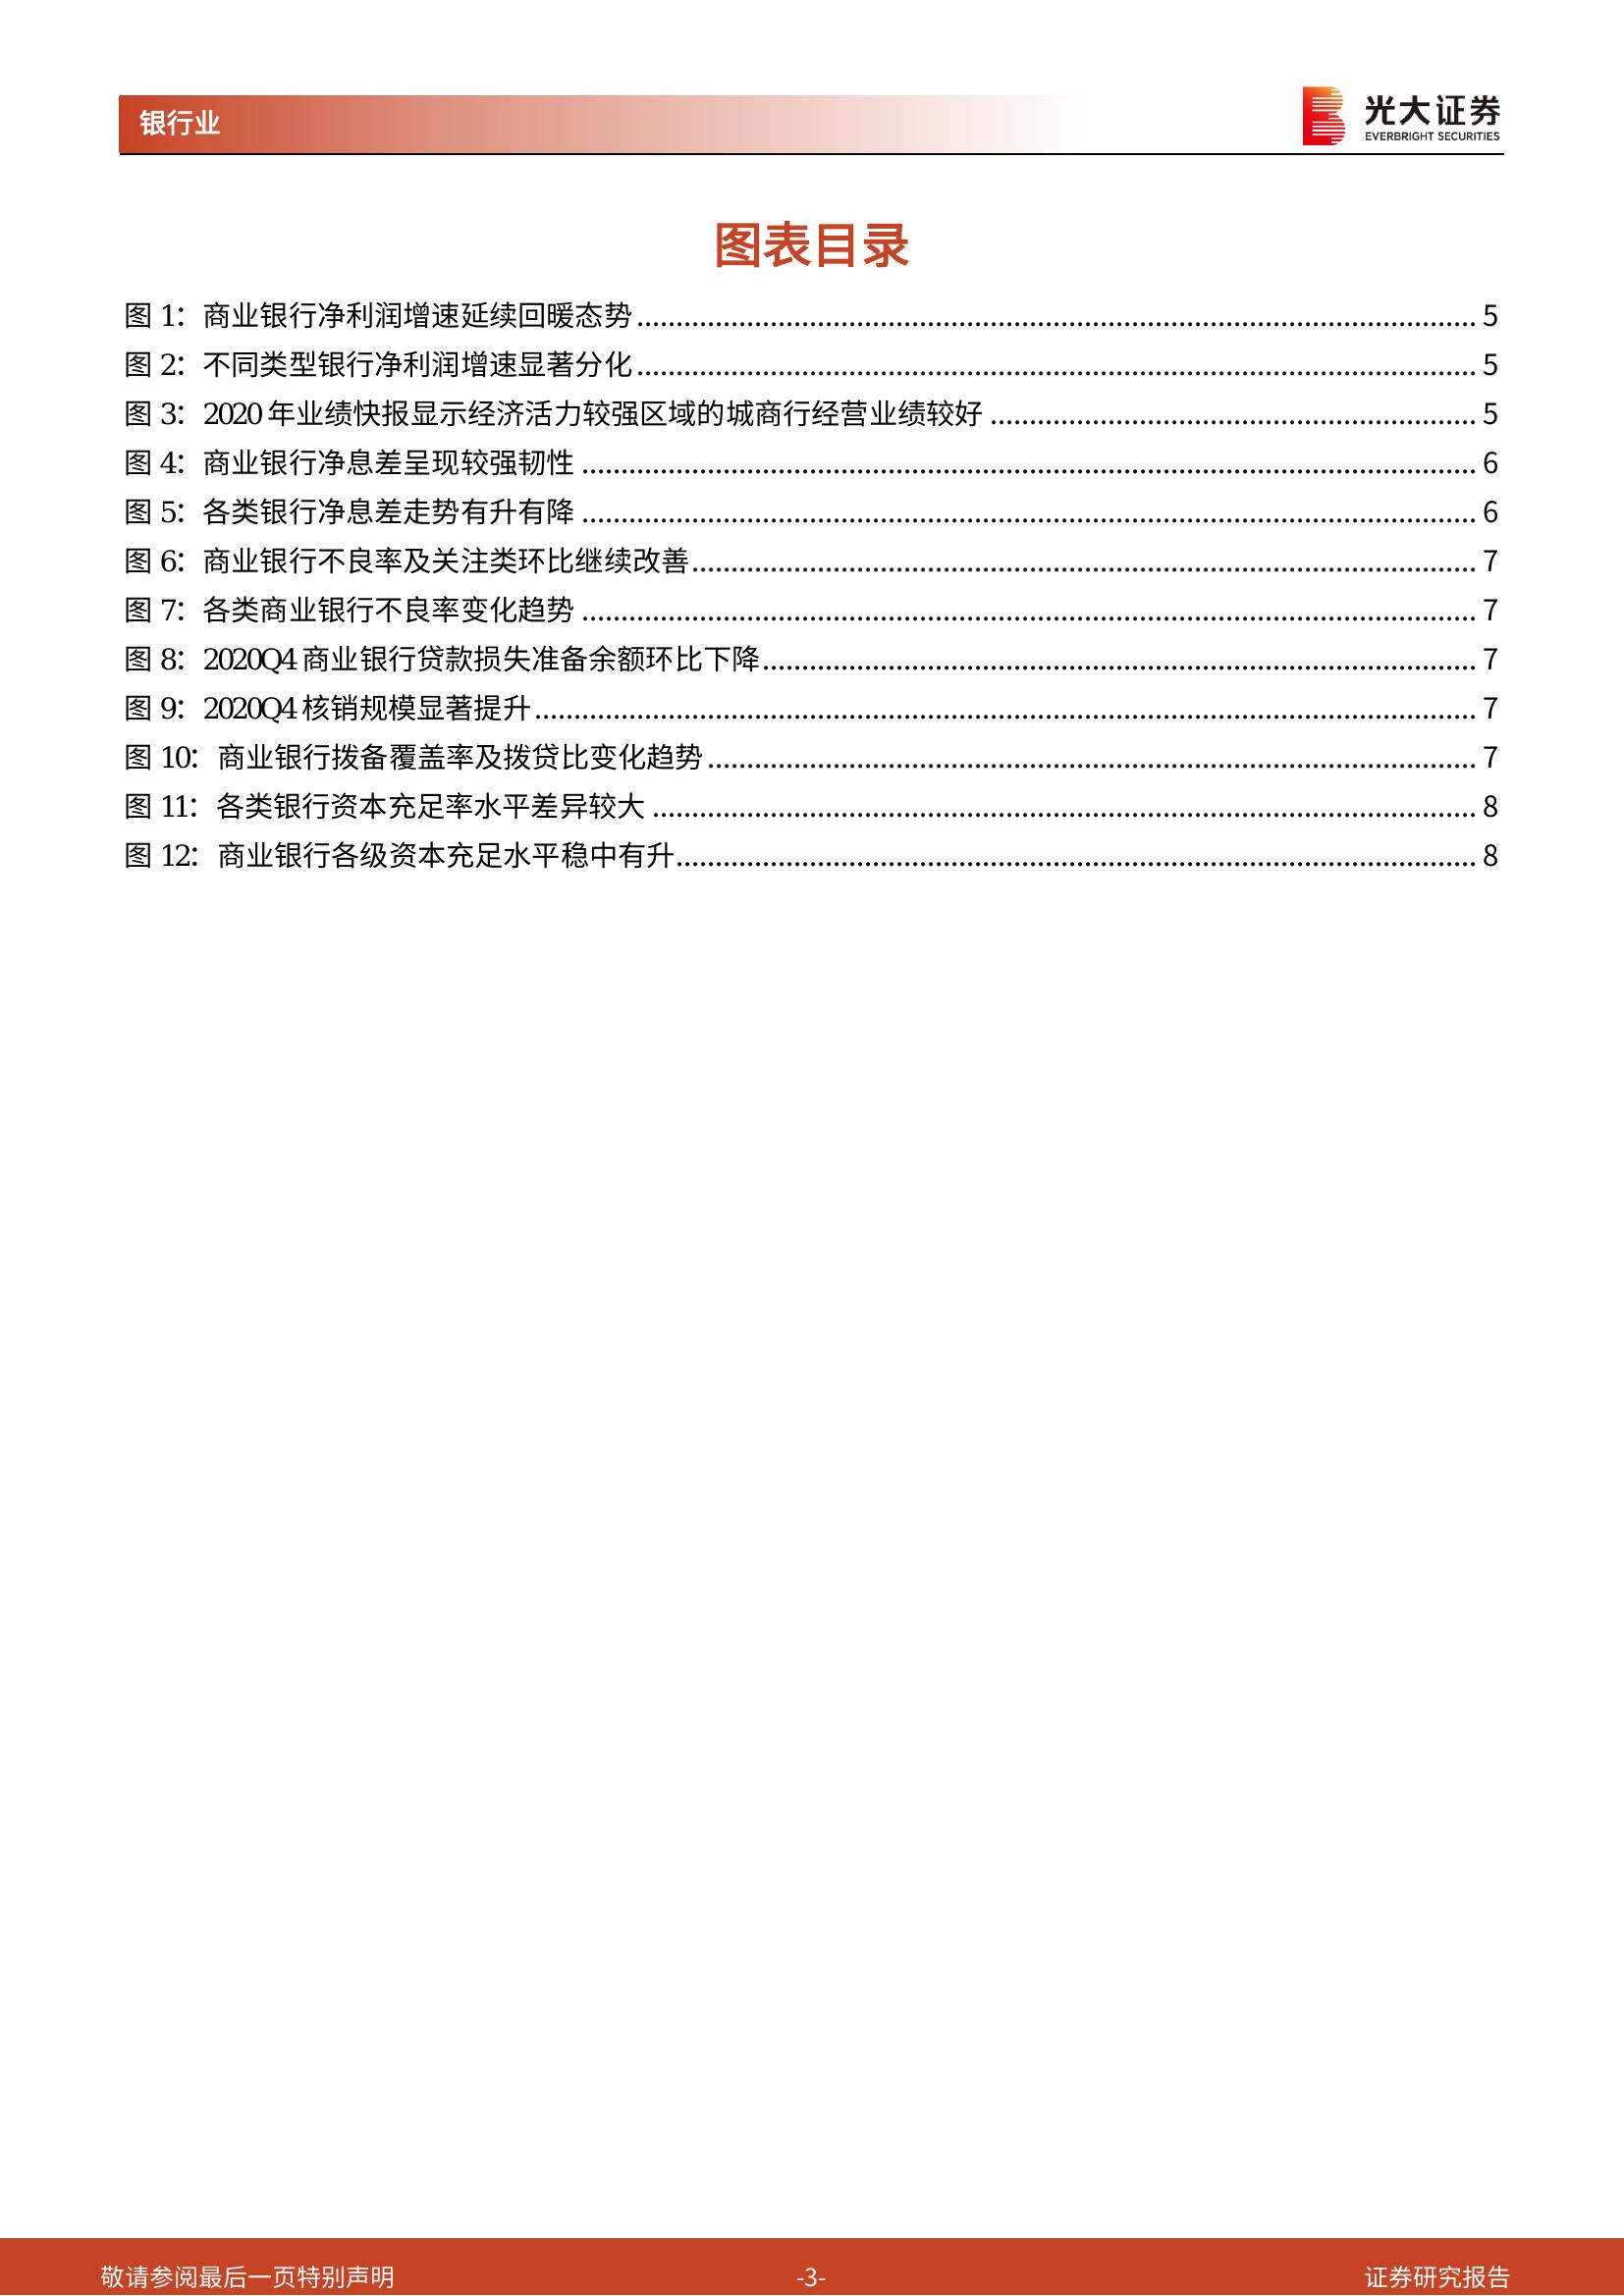 银行业
光大证券
EVERBRIGHT SECURITIES
图表目录
图 1：商业银行净利润增速延续回暖态势 5
图 2：不同类型银行净利润增速显著分化 5
图 3：2020 年业绩快报显示经济活力较强区域的城商行经营业绩较好 5
图 4：商业银行净息差呈现较强韧性 6
图 5：各类银行净息差走势有升有降 6
图 6：商业银行不良率及关注类环比继续改善 7
图 7：各类商业银行不良率变化趋势 7
图 8：2020Q4 商业银行贷款损失准备余额环比下降 7
图 9：2020Q4 核销规模显著提升 7
图 10：商业银行拨备覆盖率及拨贷比变化趋势 7
图 11：各类银行资本充足率水平差异较大 8
图 12：商业银行各级资本充足水平稳中有升 8
敬请参阅最后一页特别声明 -3- 证券研究报告